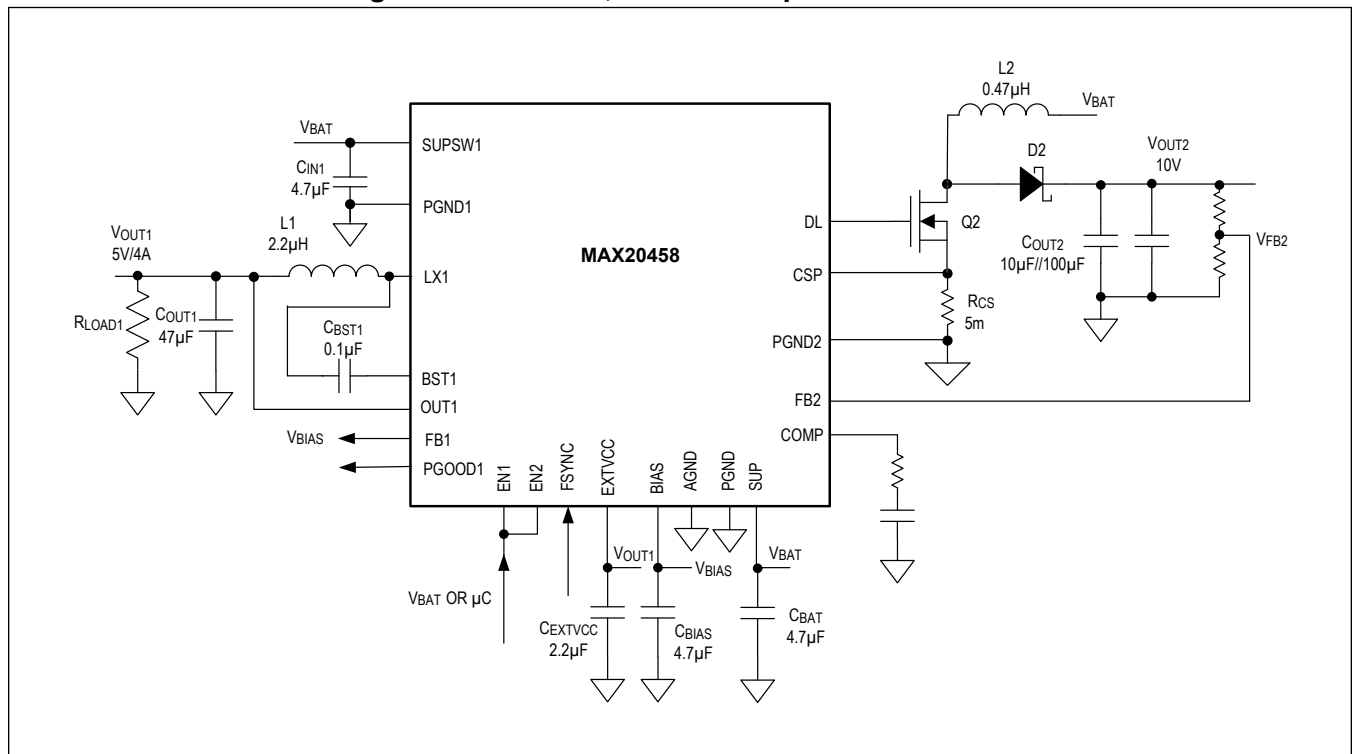 VBAT
CIN1
4.7µF
VOUT1
5V/4A
L1
2.2µH
RLOAD1
COUT1
47µF
CBST1
0.1µF
VBIAS
SUPSW1
PGND1
LX1
BST1
OUT1
FB1
PGOOD1
MAX20458
EN1
EN2
FSYNC
EXTVCC
BIAS
AGND
PGND
SUP
DL
CSP
PGND2
FB2
COMP
L2
0.47µH
VBAT
D2
VOUT2
10V
Q2
COUT2
10µF//100µF
VFB2
RCS
5m
VBAT OR µC
VOUT1
CEXTVCC
2.2µF
VBIAS
CBIAS
4.7µF
VBAT
CBAT
4.7µF